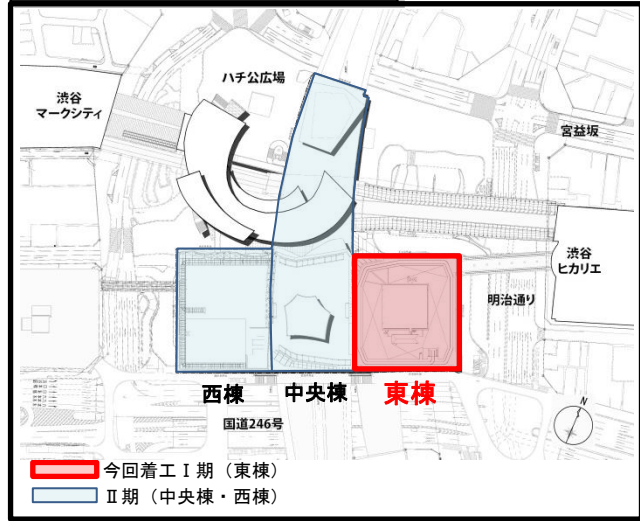 ハチ公広場
渋谷
マークシティ
宮益坂
渋谷
ヒカリエ
明治通り
西棟
中央棟
東棟
国道246号
N
今回着工Ⅰ期（東棟）
Ⅱ期（中央棟・西棟）